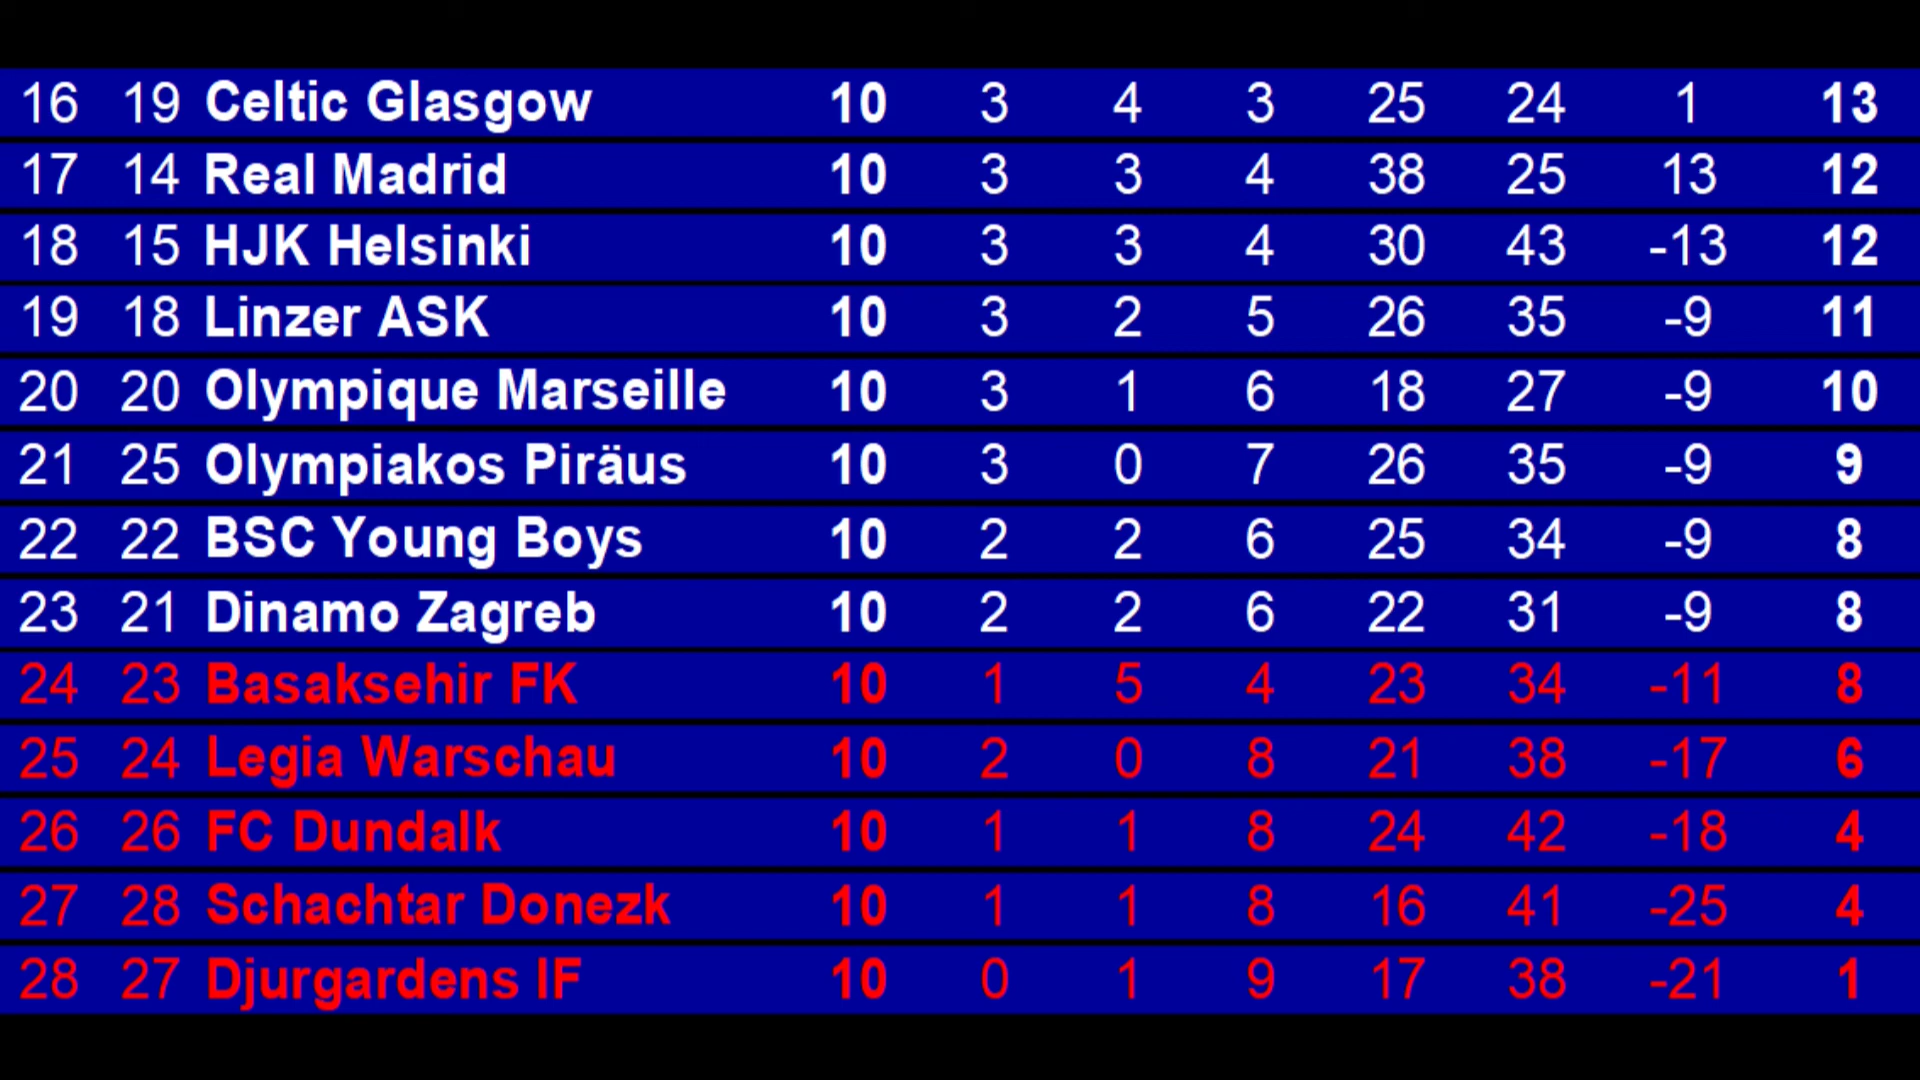 16 19 Celtic Glasgow 10 3 4 3 25 24 1 13
17 14 Real Madrid 10 3 3 4 38 25 13 12
18 15 HJK Helsinki 10 3 3 4 30 43 -13 12
19 18 Linzer ASK 10 3 2 5 26 35 -9 11
20 20 Olympique Marseille 10 3 1 6 18 27 -9 10
21 25 Olympiakos Piräus 10 3 0 7 26 35 -9 9
22 22 BSC Young Boys 10 2 2 6 25 34 -9 8
23 21 Dinamo Zagreb 10 2 2 6 22 31 -9 8
24 23 Basaksehir FK 10 1 5 4 23 34 -11 8
25 24 Legia Warschau 10 2 0 8 21 38 -17 6
26 26 FC Dundalk 10 1 1 8 24 42 -18 4
27 28 Schachtar Donezk 10 1 1 8 16 41 -25 4
28 27 Djurgardens IF 10 0 1 9 17 38 -21 1